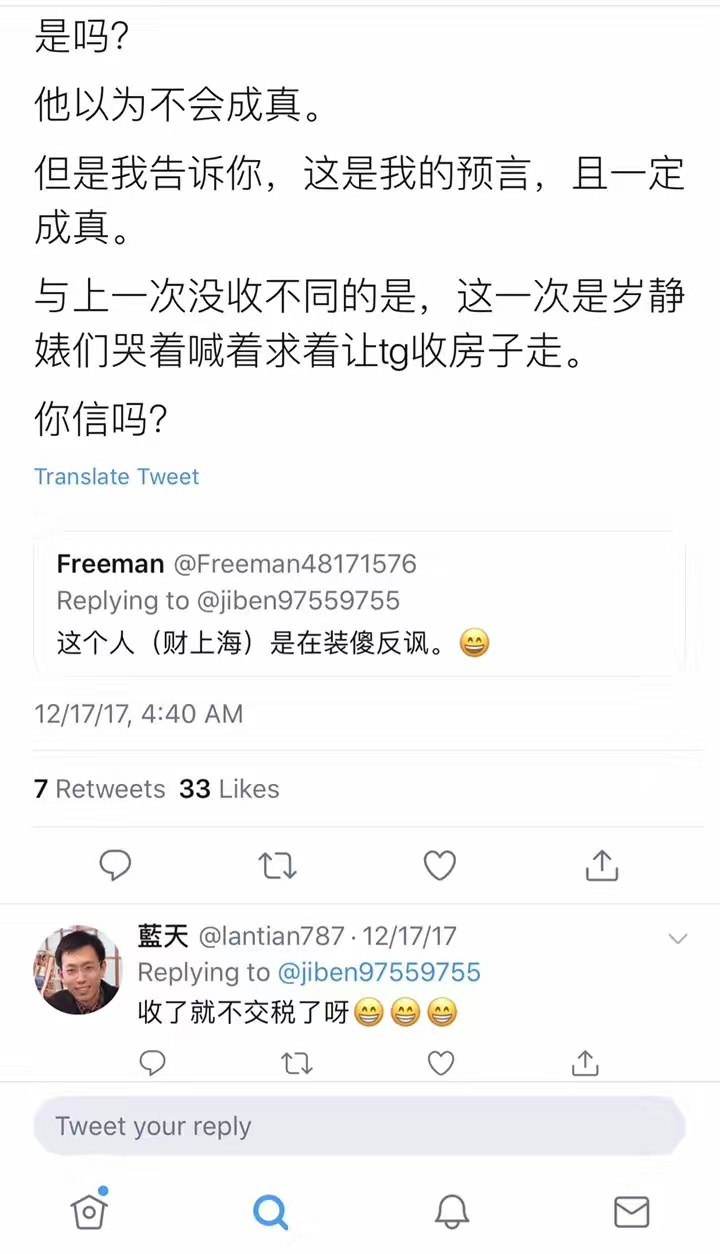 是吗？
他以为不会成真。
但是我告诉你，这是我的预言，且一定
成真。
与上一次没收不同的是，这一次是岁静
婊们哭着喊着求着让tg收房子走。
你信吗？
Translate Tweet
Freeman @Freeman48171576
Replying to @jiben97559755
这个人（财上海）是在装傻反讽。😄
12/17/17, 4:40 AM
7 Retweets 33 Likes
藍天 @lantian787 · 12/17/17
Replying to @jiben97559755
收了就不交税了呀😁😁😁
Tweet your reply